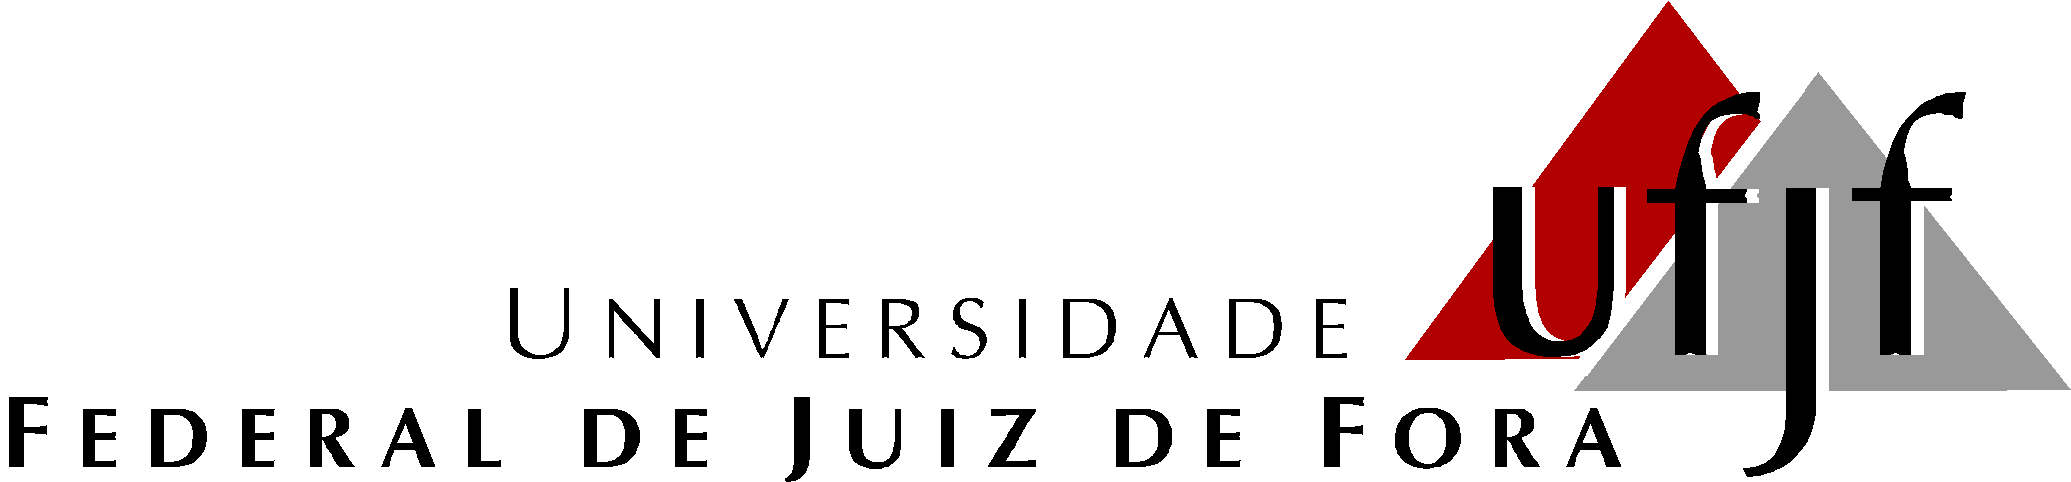 ufjf
UNIVERSIDADE
FEDERAL DE JUIZ DE FORA